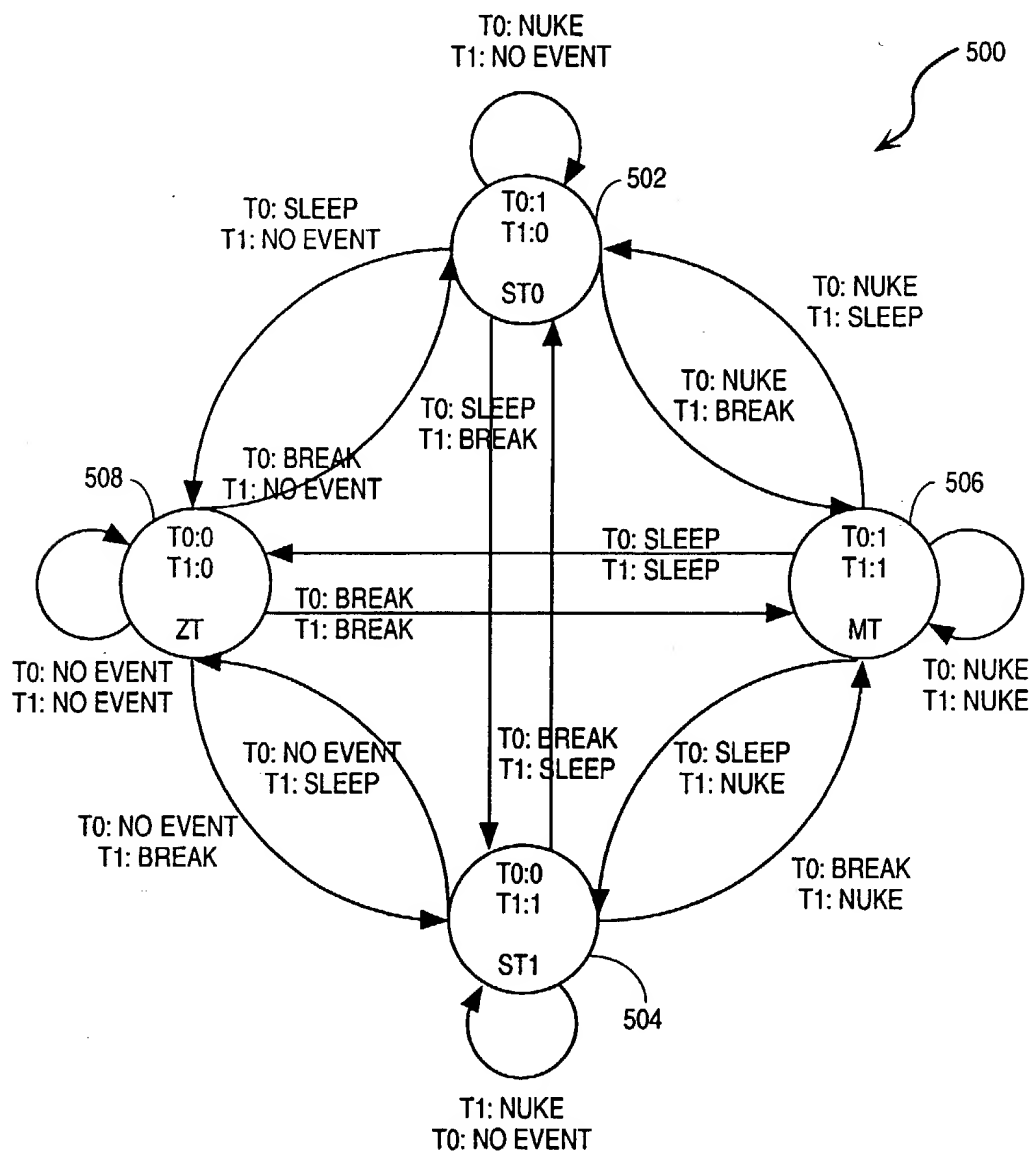 T0: NUKE
T1: NO EVENT
500
502
T0:1
T1:0
ST0
T0: SLEEP
T1: NO EVENT
T0: NUKE
T1: SLEEP
T0: NUKE
T1: BREAK
T0: SLEEP
T1: BREAK
T0: BREAK
T1: NO EVENT
508
506
T0:0
T1:0
ZT
T0:1
T1:1
MT
T0: SLEEP
T1: SLEEP
T0: BREAK
T1: BREAK
T0: NO EVENT
T1: NO EVENT
T0: NUKE
T1: NUKE
T0: NO EVENT
T1: SLEEP
T0: BREAK
T1: SLEEP
T0: SLEEP
T1: NUKE
T0: NO EVENT
T1: BREAK
T0: BREAK
T1: NUKE
T0:0
T1:1
ST1
504
T1: NUKE
T0: NO EVENT